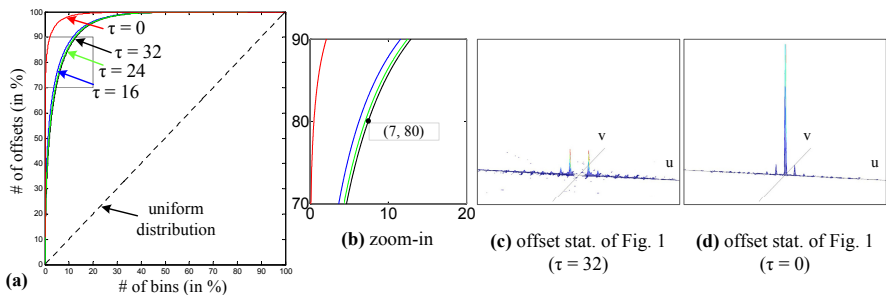 100
90
80
70
60
50
40
30
20
10
0
# of offsets (in %)
τ = 0
τ = 32
τ = 24
τ = 16
uniform
distribution
0 10 20 30 40 50 60 70 80 90 100
# of bins (in %)
(a)
90
80
70
(7, 80)
0 10 20
(b) zoom-in
v
u
(c) offset stat. of Fig. 1
(τ = 32)
v
u
(d) offset stat. of Fig. 1
(τ = 0)